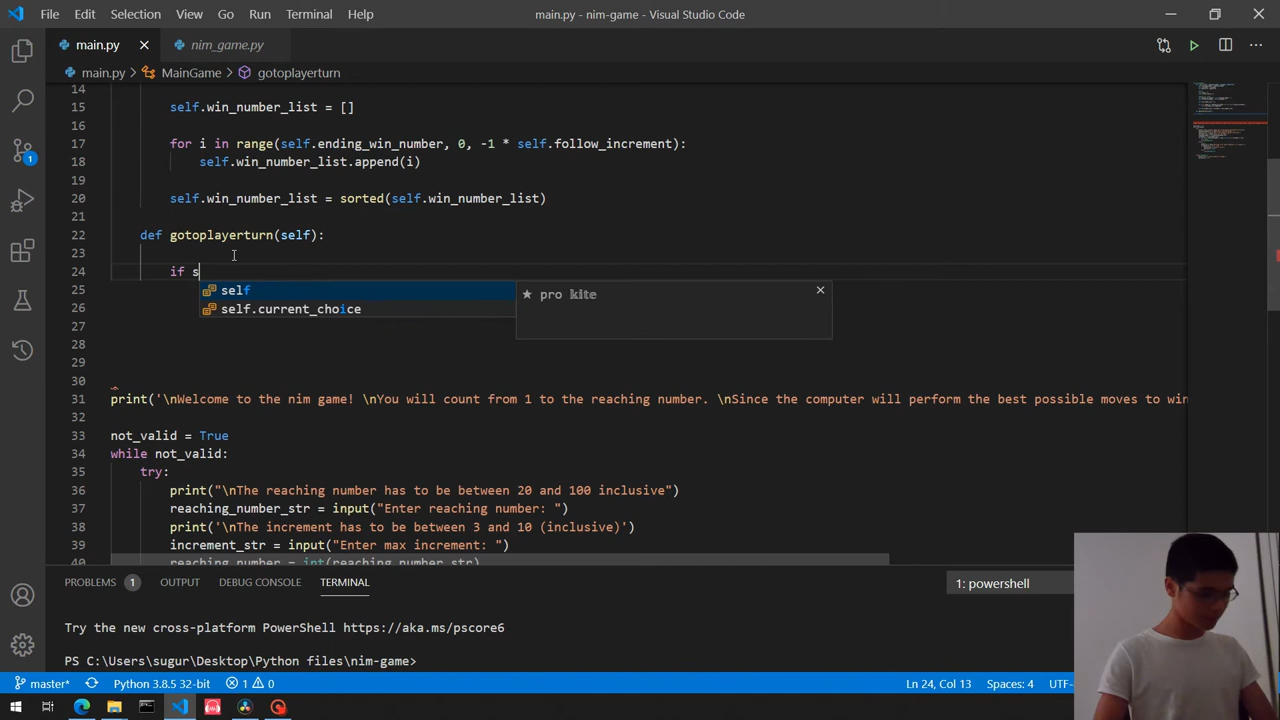 File Edit Selection View Go Run Terminal Help main.py - nim-game - Visual Studio Code
main.py nim_game.py
main.py > MainGame > gotoplayerturn
14
15 self.win_number_list = []
16
17 for i in range(self.ending_win_number, 0, -1 * self.follow_increment):
18 self.win_number_list.append(i)
19
20 self.win_number_list = sorted(self.win_number_list)
21
22 def gotoplayerturn(self):
23
24 if s
25 self ★ pro kite
26 self.current_choice
27
28
29
30
31 print('\nWelcome to the nim game! \nYou will count from 1 to the reaching number. \nSince the computer will perform the best possible moves to win
32
33 not_valid = True
34 while not_valid:
35 try:
36 print("\nThe reaching number has to be between 20 and 100 inclusive")
37 reaching_number_str = input("Enter reaching number: ")
38 print('\nThe increment has to be between 3 and 10 (inclusive)')
39 increment_str = input("Enter max increment: ")
40 reaching_number = int(reaching_number_str)
PROBLEMS 1 OUTPUT DEBUG CONSOLE TERMINAL 1: powershell
Try the new cross-platform PowerShell https://aka.ms/pscore6
PS C:\Users\sugur\Desktop\Python files\nim-game>
master* Python 3.8.5 32-bit 1 0 Ln 24, Col 13 Spaces: 4 UTF-